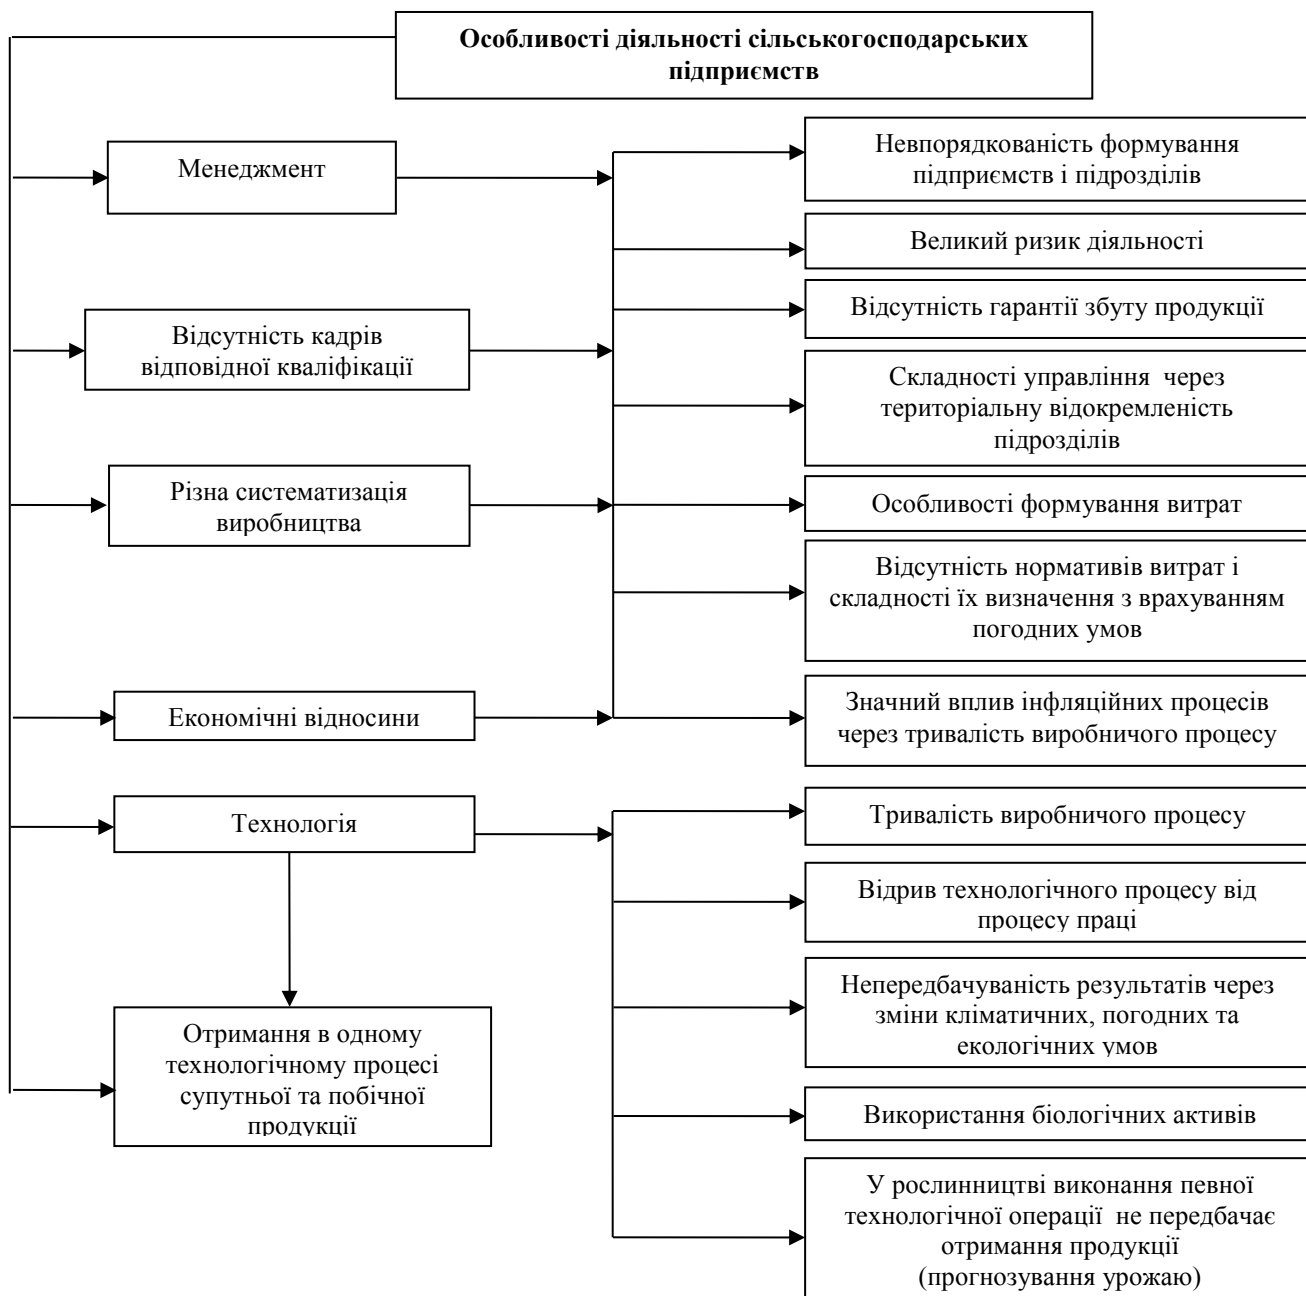 Особливості діяльності сільськогосподарських
підприємств
Менеджмент
Невпорядкованість формування
підприємств і підрозділів
Великий ризик діяльності
Відсутність гарантії збуту продукції
Відсутність кадрів
відповідної кваліфікації
Складності управління через
територіальну відокремленість
підрозділів
Різна систематизація
виробництва
Особливості формування витрат
Відсутність нормативів витрат і
складності їх визначення з врахуванням
погодних умов
Економічні відносини
Значний вплив інфляційних процесів
через тривалість виробничого процесу
Технологія
Тривалість виробничого процесу
Відрив технологічного процесу від
процесу праці
Непередбачуваність результатів через
зміни кліматичних, погодних та
екологічних умов
Отримання в одному
технологічному процесі
супутньої та побічної
продукції
Використання біологічних активів
У рослинництві виконання певної
технологічної операції не передбачає
отримання продукції
(прогнозування урожаю)